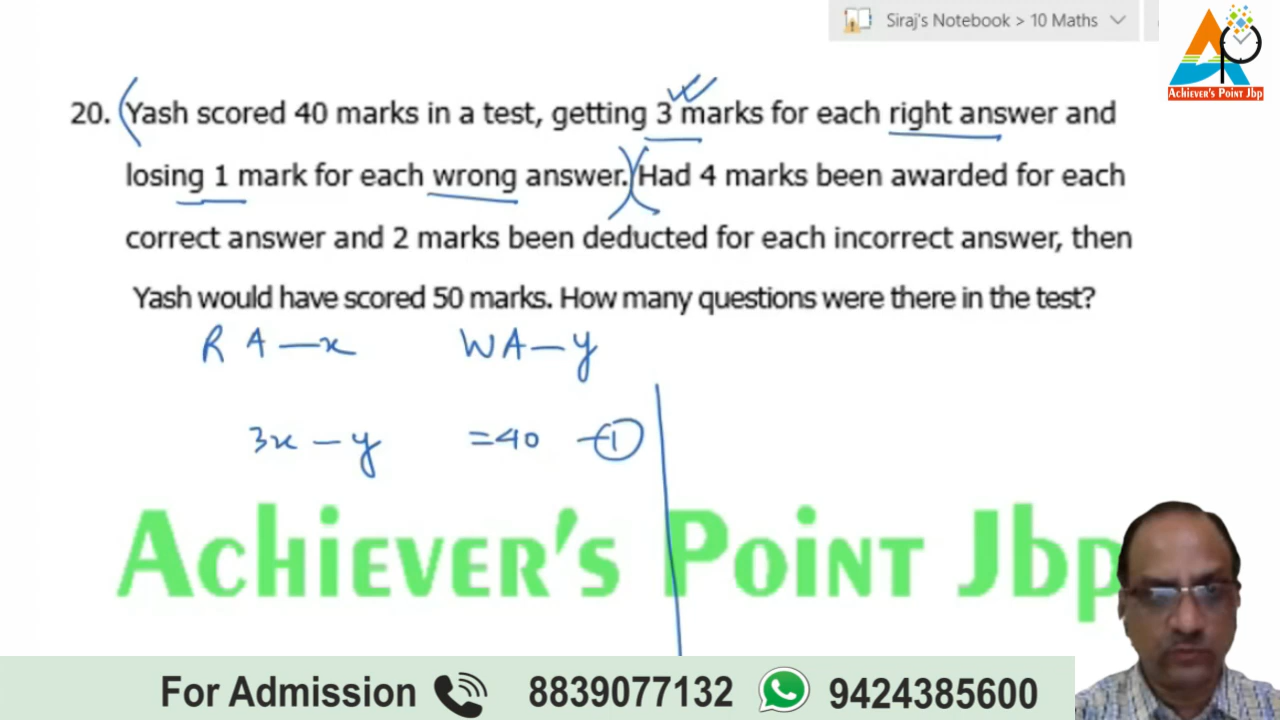 Siraj's Notebook > 10 Maths
ACHIEVER'S POINT JBP
20. Yash scored 40 marks in a test, getting 3 marks for each right answer and
losing 1 mark for each wrong answer. Had 4 marks been awarded for each
correct answer and 2 marks been deducted for each incorrect answer, then
Yash would have scored 50 marks. How many questions were there in the test?
R A — x WA — y
3x - y = 40 - 1
ACHIEVER'S POINT Jbp
For Admission 8839077132 9424385600